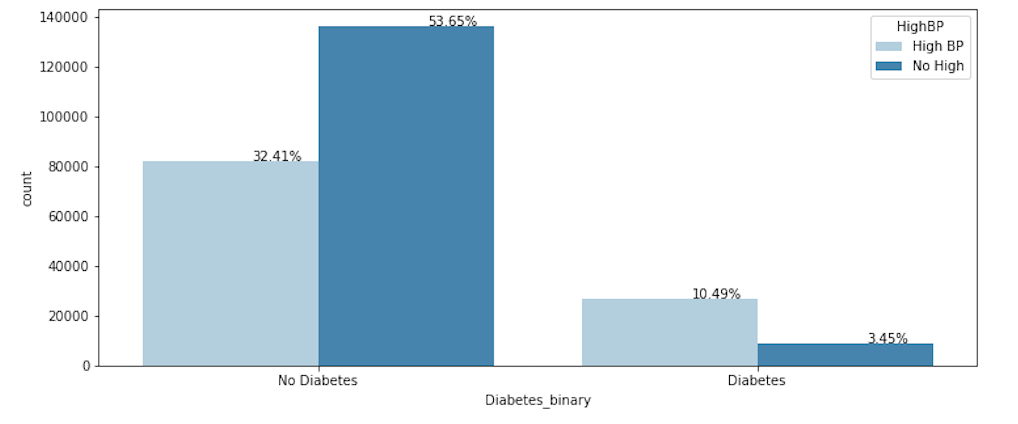 140000
120000
100000
80000
60000
40000
20000
0
count
53.65%
32.41%
10.49%
3.45%
HighBP
High BP
No High
No Diabetes
Diabetes
Diabetes_binary